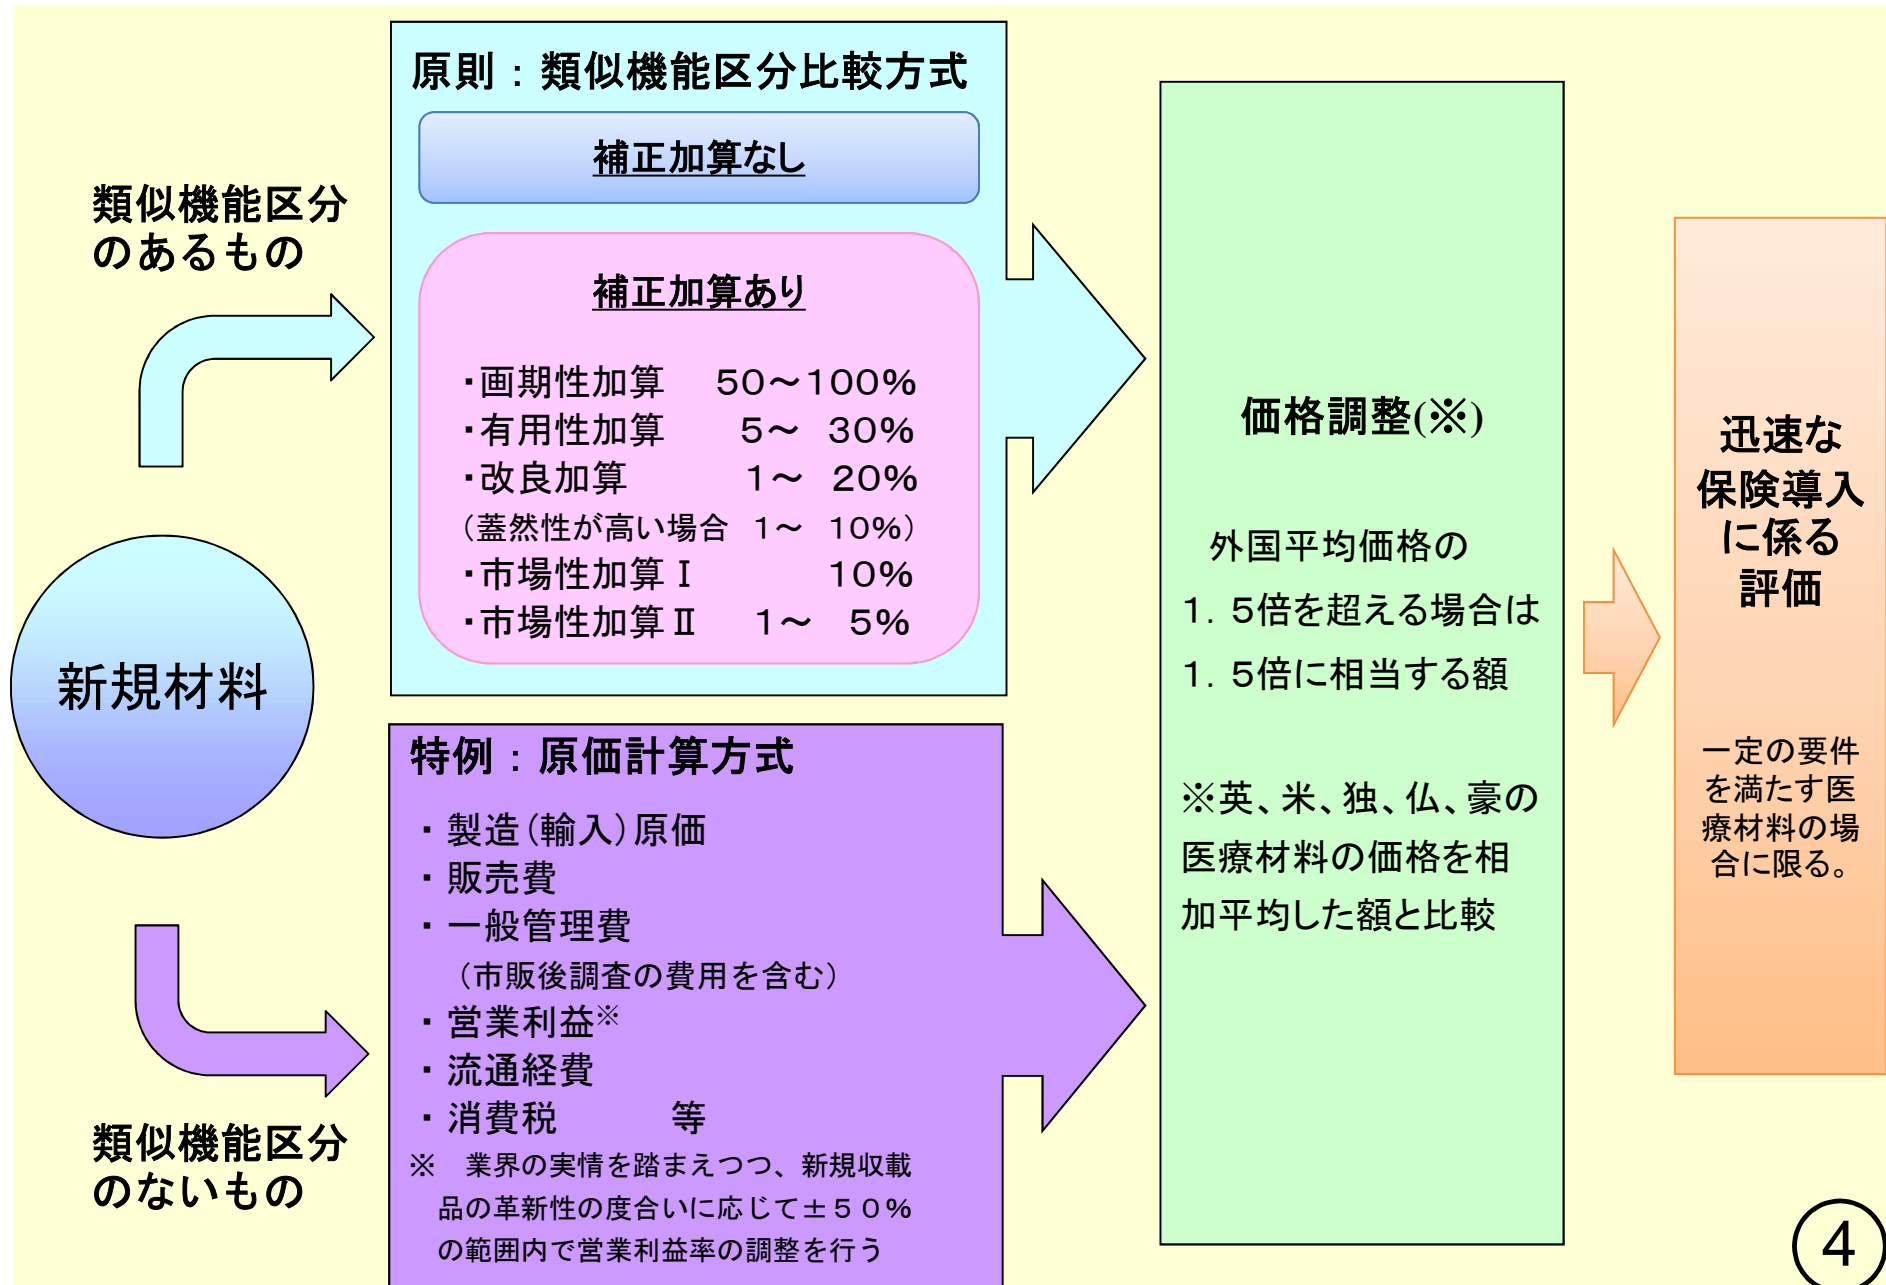 新規材料
類似機能区分
のあるもの
原則：類似機能区分比較方式
補正加算なし
補正加算あり
・画期性加算　５０～１００％
・有用性加算　５～　３０％
・改良加算　１～　２０％
（蓋然性が高い場合　１～　１０％）
・市場性加算Ⅰ　１０％
・市場性加算Ⅱ　１～　５％
類似機能区分
のないもの
特例：原価計算方式
・製造（輸入）原価
・販売費
・一般管理費
（市販後調査の費用を含む）
・営業利益※
・流通経費
・消費税　　　等
※　業界の実情を踏まえつつ、新規収載
品の革新性の度合いに応じて±５０％
の範囲内で営業利益率の調整を行う
価格調整(※)
外国平均価格の
１．５倍を超える場合は
１．５倍に相当する額
※英、米、独、仏、豪の
医療材料の価格を相
加平均した額と比較
迅速な
保険導入
に係る
評価
一定の要件
を満たす医
療材料の場
合に限る。
④